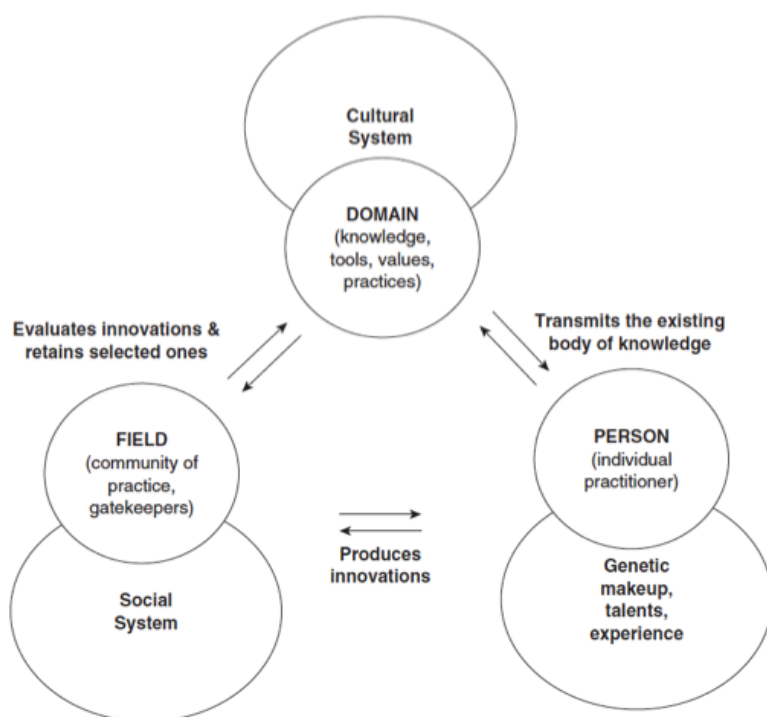 Cultural
System
DOMAIN
(knowledge,
tools, values,
practices)
Evaluates innovations &
retains selected ones
Transmits the existing
body of knowledge
FIELD
(community of
practice,
gatekeepers)
PERSON
(individual
practitioner)
Produces
innovations
Social
System
Genetic
makeup,
talents,
experience